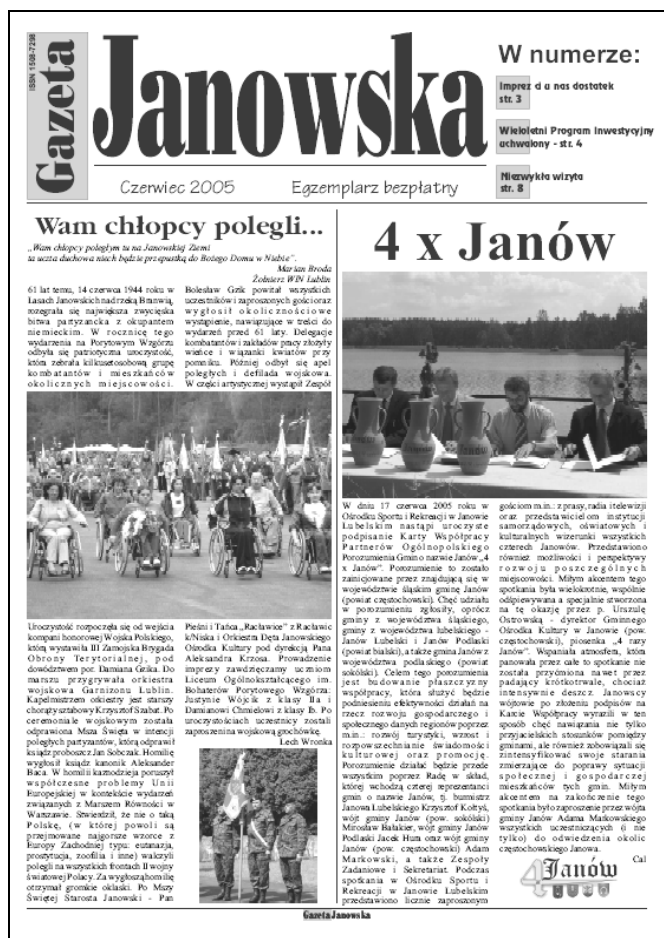 ISSN 1508-7298
Gazeta
Janowska
Czerwiec 2005
Egzemplarz bezpłatny
W numerze:
Imprez d a nas dostatek
str. 3
Wieloletni Program Inwestycyjny
uchwalony - str. 4
Niezwykła wizyta
str. 8
Wam chłopcy polegli...
„Wam chłopcy poległym tu na Janowskiej Ziemi
ta uczta duchowa niech będzie przepustką do Bożego Domu w Niebie".
Marian Broda
Żołnierz WIN Lublin
61 lat temu, 14 czerwca 1944 roku w
Lasach Janowskich nad rzeką Branwią,
rozegrała się największa zwycięska
bitwa partyzancka z okupantem
niemieckim. W rocznicę tego
wydarzenia na Porytowym Wzgórzu
odbyła się patriotyczna uroczystość,
która zebrała kilkusetosobową grupę
kombatantów i mieszkańców
okolicznych miejscowości.
Uroczystość rozpoczęła się od wejścia
kompani honorowej Wojska Polskiego,
którą wystawiła III Zamojska Brygada
Obrony Terytorialnej, pod
dowództwem por. Damiana Gzika. Do
marszu przygrywała orkiestra
wojskowa Garnizonu Lublin.
Kapelmistrzem orkiestry jest starszy
chorąży sztabowy Krzysztof Szabat. Po
ceremoniale wojskowym została
odprawiona Msza Święta w intencji
poległych partyzantów, którą odprawił
ksiądz proboszcz Jan Sobczak. Homilię
wygłosił ksiądz kanonik Aleksander
Baca. W homilii kaznodzieja poruszył
współczesne problemy Unii
Europejskiej w kontekście wydarzeń
związanych z Marszem Równości w
Warszawie. Stwierdził, że nie o taką
Polskę, (w której powoli są
przejmowane najgorsze wzorce z
Europy Zachodniej typu: eutanazja,
prostytucja, zoofilia i inne) walczyli
polegli na wszystkich frontach II wojny
światowej Polacy. Za wygłoszą homilię
otrzymał gromkie oklaski. Po Mszy
Świętej Starosta Janowski - Pan
Bolesław Gzik powitał wszystkich
uczestników i zaproszonych gości oraz
wygłosił okolicznościowe
wystąpienie, nawiązujące w treści do
wydarzeń przed 61 laty. Delegacje
kombatantów i zakładów pracy złożyły
wieńce i wiązanki kwiatów przy
pomniku. Później odbył się apel
poległych i defilada wojskowa.
W części artystycznej wystąpił Zespół
Pieśni i Tańca „Racławice" z Racławic
k/Niska i Orkiestra Dęta Janowskiego
Ośrodka Kultury pod dyrekcją Pana
Aleksandra Krzosa. Prowadzenie
imprezy zawdzięczamy uczniom
Liceum Ogólnokształcącego im.
Bohaterów Porytowego Wzgórza:
Justynie Wójcik z klasy IIa i
Damianowi Chmielowi z klasy Ib. Po
uroczystościach uczestnicy zostali
zaproszeni na wojskową grochówkę.
Lech Wronka
4 x Janów
W dniu 17 czerwca 2005 roku w
Ośrodku Sportu i Rekreacji w Janowie
Lubelskim nastąpi uroczyste
podpisanie Karty Współpracy
Partnerów Ogólnopolskiego
Porozumienia Gmin o nazwie Janów „4
x Janów". Porozumienie to zostało
zainicjowane przez znajdującą się w
województwie śląskim gminę Janów
(powiat częstochowski). Chęć udziału
w porozumieniu zgłosiły, oprócz
gminy z województwa śląskiego,
gminy z województwa lubelskiego -
Janów Lubelski i Janów Podlaski
(powiat bialski), a także gmina Janów z
województwa podlaskiego (powiat
sokólski). Celem tego porozumienia
jest budowanie płaszczyzny
współpracy, która służyć będzie
podniesieniu efektywności działań na
rzecz rozwoju gospodarczego i
społecznego danych regionów poprzez
m.in.: rozwój turystyki, wzrost i
rozpowszechnianie świadomości
kulturowej oraz promocję.
Porozumienie działać będzie przede
wszystkim poprzez Radę w skład,
której wchodzą czterej reprezentanci
gmin o nazwie Janów, tj. burmistrz
Janowa Lubelskiego Krzysztof Kołtyś,
wójt gminy Janów (pow. sokólski)
Mirosław Bałakier, wójt gminy Janów
Podlaski Jacek Hura oraz wójt gminy
Janów (pow. częstochowski) Adam
Markowski, a także Zespoły
Zadaniowe i Sekretariat. Podczas
spotkania w Ośrodku Sportu i
Rekreacji w Janowie Lubelskim
przedstawiono licznie zaproszonym
gościom m.in.: z prasy, radia i telewizji
oraz przedstawicielom instytucji
samorządowych, oświatowych i
kulturalnych wizerunki wszystkich
czterech Janowów. Przedstawiono
również możliwości i perspektywy
rozwoju poszczególnych
miejscowości. Miłym akcentem tego
spotkania była wielokrotnie, wspólnie
odśpiewywana a specjalnie stworzona
na tę okazję przez p. Urszulę
Ostrowską - dyrektor Gminnego
Ośrodka Kultury w Janowie (pow.
częstochowski), piosenka „4 razy
Janów". Wspaniała atmosfera, która
panowała przez całe to spotkanie nie
została przyćmiona nawet przez
padający krótkotrwale, chociaż
intensywnie deszcz. Janowscy
wójtowie po złożeniu podpisów na
Karcie Współpracy wyrazili w ten
sposób chęć nawiązania nie tylko
przyjacielskich stosunków pomiędzy
gminami, ale również zobowiązali się
zintensyfikować swoje starania
zmierzające do poprawy sytuacji
społecznej i gospodarczej
mieszkańców tych gmin. Miłym
akcentem na zakończenie tego
spotkania było zaproszenie przez wójta
gminy Janów Adama Markowskiego
wszystkich uczestniczących (i nie
tylko) do odwiedzenia okolic
częstochowskiego Janowa.
Cal
4 Janów
Gazeta Janowska